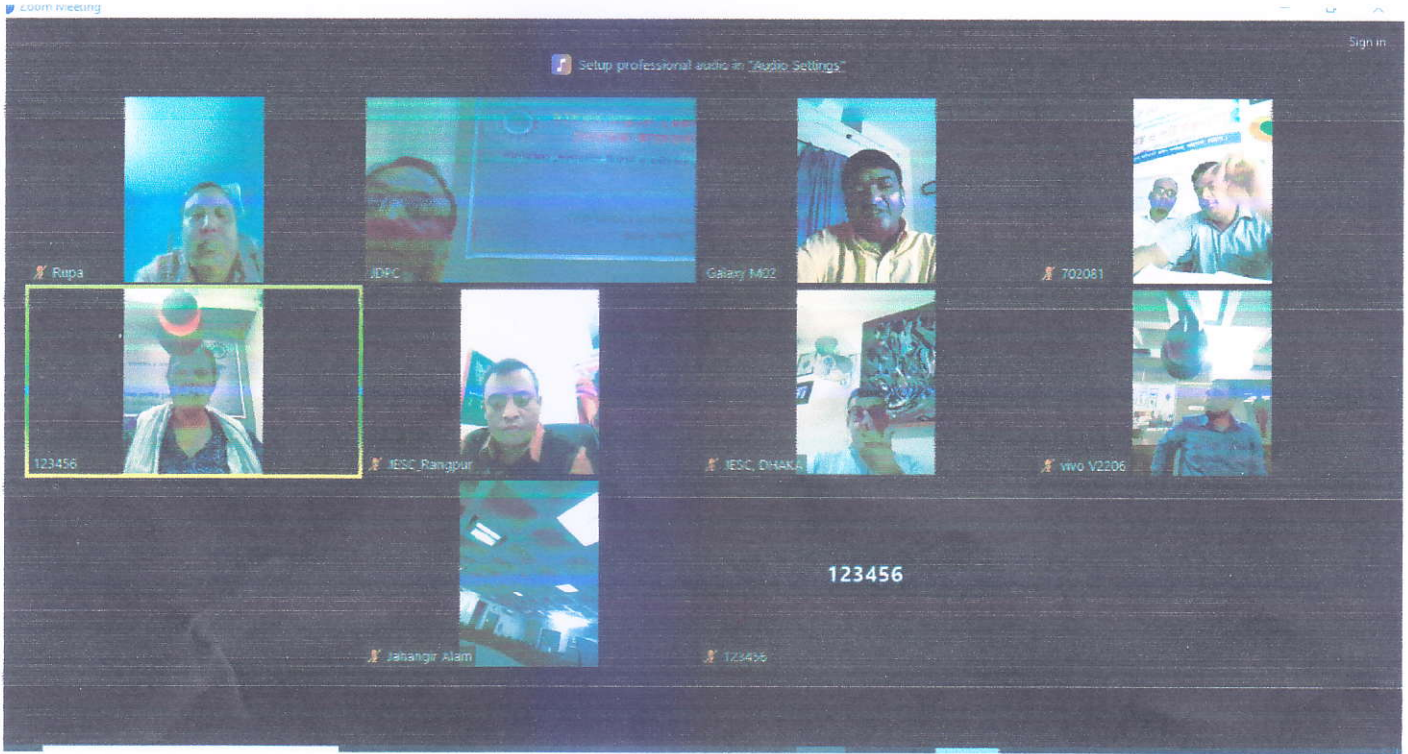 Zoom Meeting
Sign in
Setup professional audio in "Audio Settings"
Rupa
JDPC
Galaxy M02
702081
123456
JESC_Rangpur
JESC, DHAKA
vivo V2206
Jahangir Alam
123456
123456